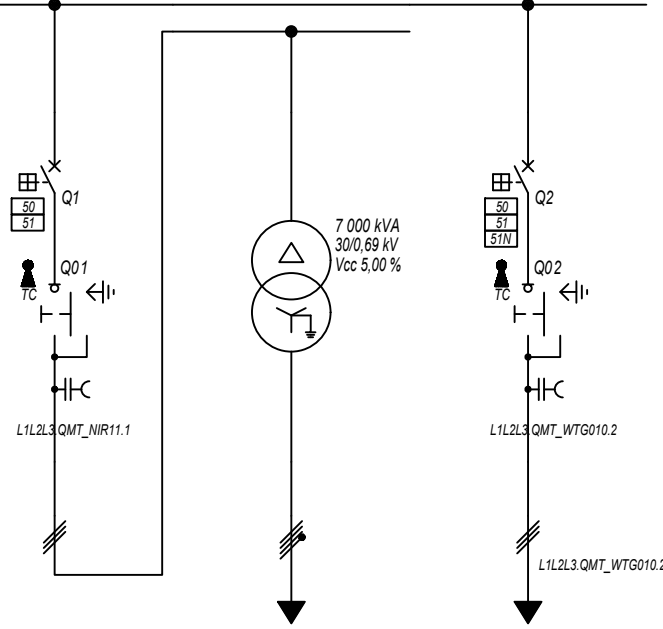 Q1
50
51
Q01
TC
L1L2L3.QMT_NIR11.1
7 000 kVA
30/0,69 kV
Vcc 5,00 %
Q2
50
51
51N
Q02
TC
L1L2L3.QMT_WTG010.2
L1L2L3.QMT_WTG010.2